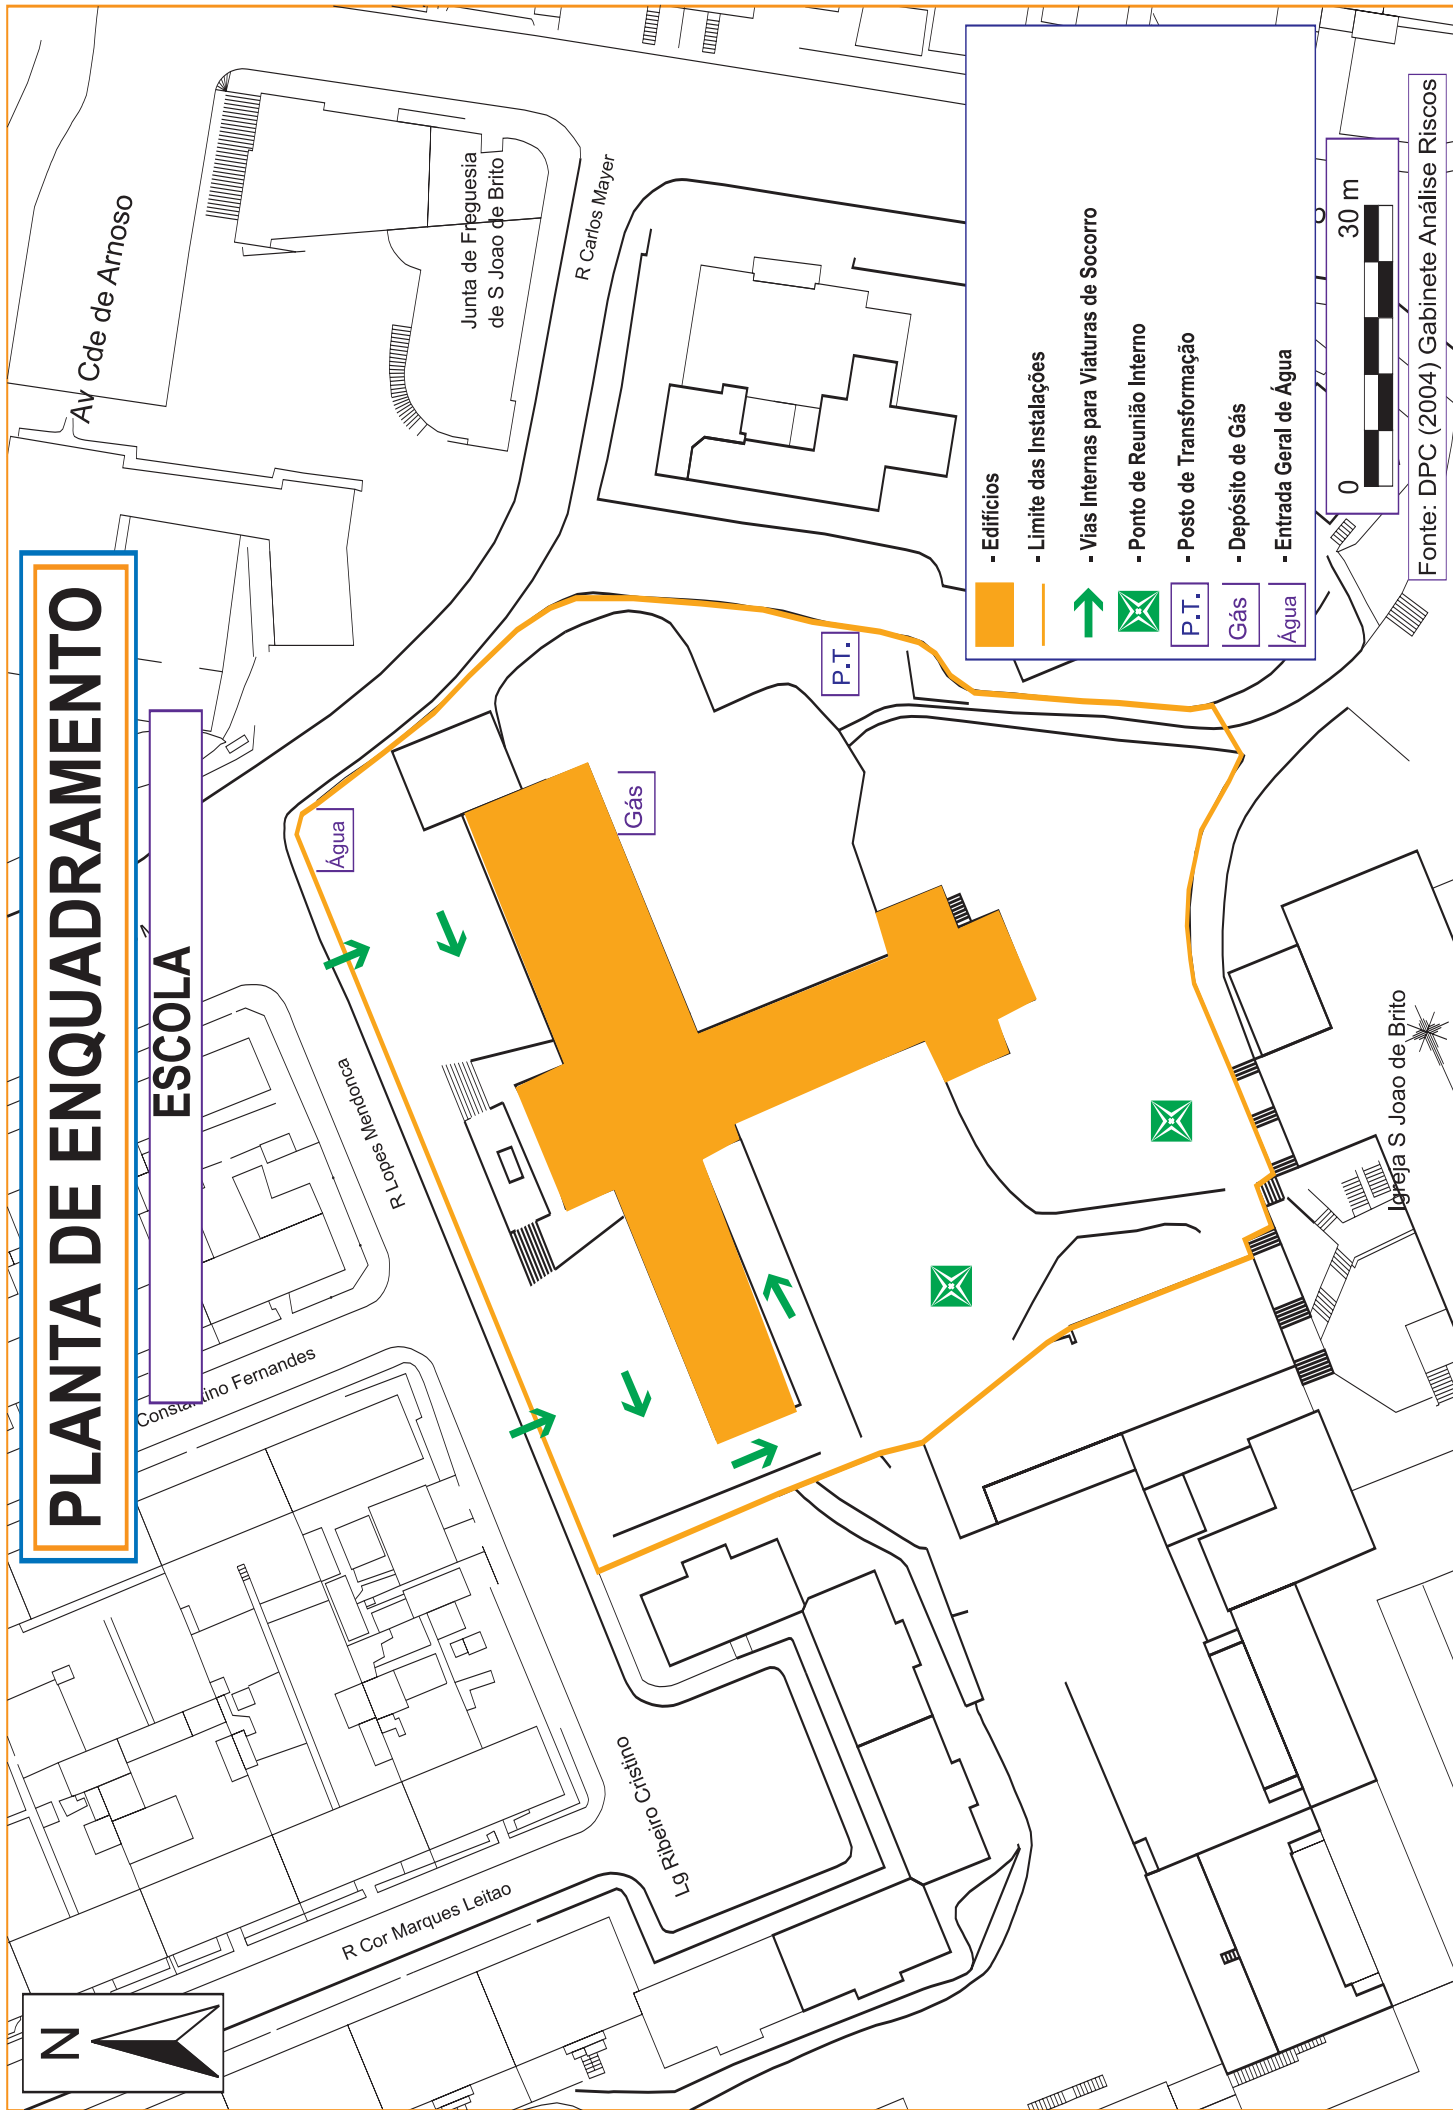 PLANTA DE ENQUADRAMENTO
ESCOLA
N
Av Cde de Arnoso
Junta de Freguesia
de S Joao de Brito
R Carlos Mayer
R Lopes Mendonca
Constantino Fernandes
R Cor Marques Leitao
Lg Ribeiro Cristino
Igreja S Joao de Brito
Água
Gás
P.T.
- Edifícios
- Limite das Instalações
- Vias Internas para Viaturas de Socorro
- Ponto de Reunião Interno
P.T. - Posto de Transformação
Gás - Depósito de Gás
Água - Entrada Geral de Água
0 30 m
Fonte: DPC (2004) Gabinete Análise Riscos